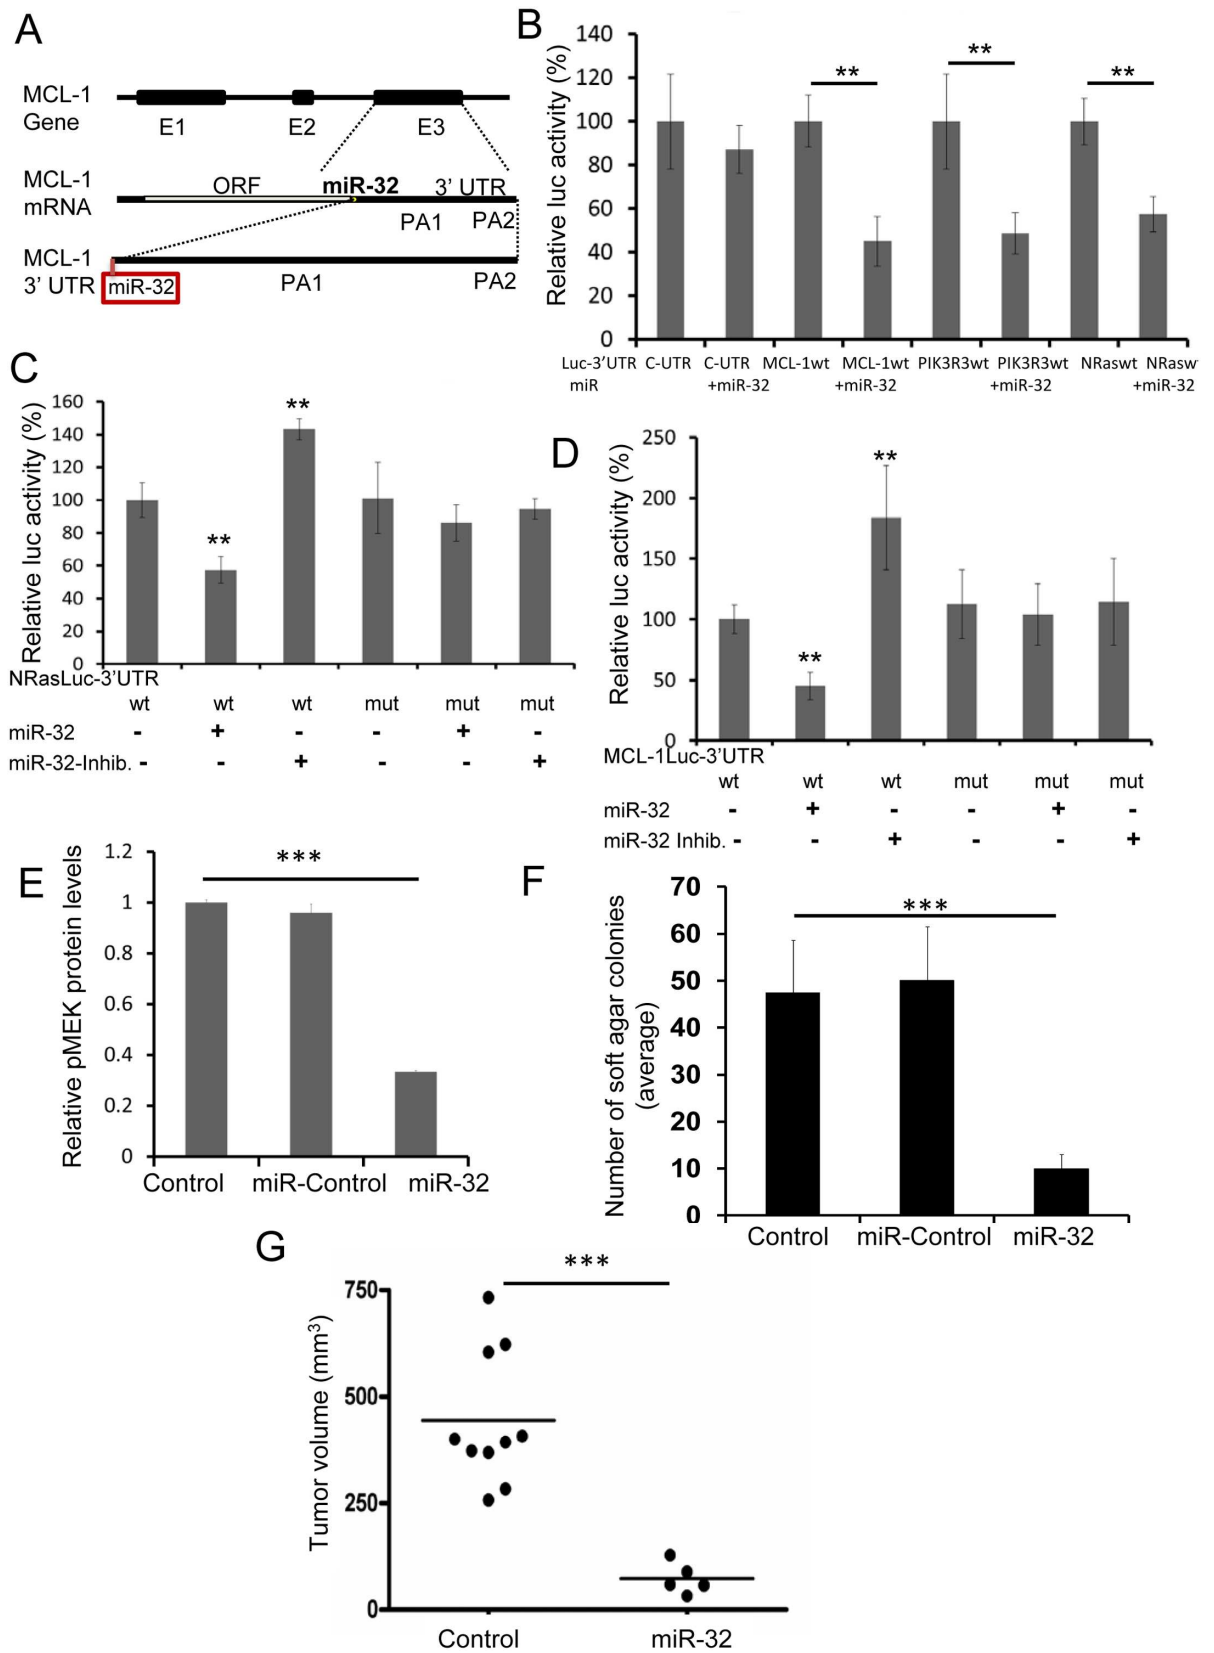 A
MCL-1
Gene
E1
E2
E3
MCL-1
mRNA
ORF
miR-32
3’ UTR
PA1
PA2
MCL-1
3’ UTR
miR-32
PA1
PA2
B
Relative luc activity (%)
140
120
100
80
60
40
20
0
**
**
**
Luc-3’UTR C-UTR C-UTR MCL-1wt MCL-1wt PIK3R3wt PIK3R3wt NRaswt NRasw
miR +miR-32 +miR-32 +miR-32 +miR-32
C
Relative luc activity (%)
160
140
120
100
80
60
40
20
0
**
**
NRasLuc-3’UTR
wt wt wt mut mut mut
miR-32 - + - - + -
miR-32-Inhib. - - + - - +
D
Relative luc activity (%)
250
200
150
100
50
0
**
**
MCL-1Luc-3’UTR
wt wt wt mut mut mut
miR-32 - + - - + -
miR-32 Inhib. - - + - - +
E
Relative pMEK protein levels
1.2
1
0.8
0.6
0.4
0.2
0
***
Control miR-Control miR-32
F
Number of soft agar colonies
(average)
70
60
50
40
30
20
10
0
***
Control miR-Control miR-32
G
Tumor volume (mm³)
750
500
250
0
***
Control miR-32